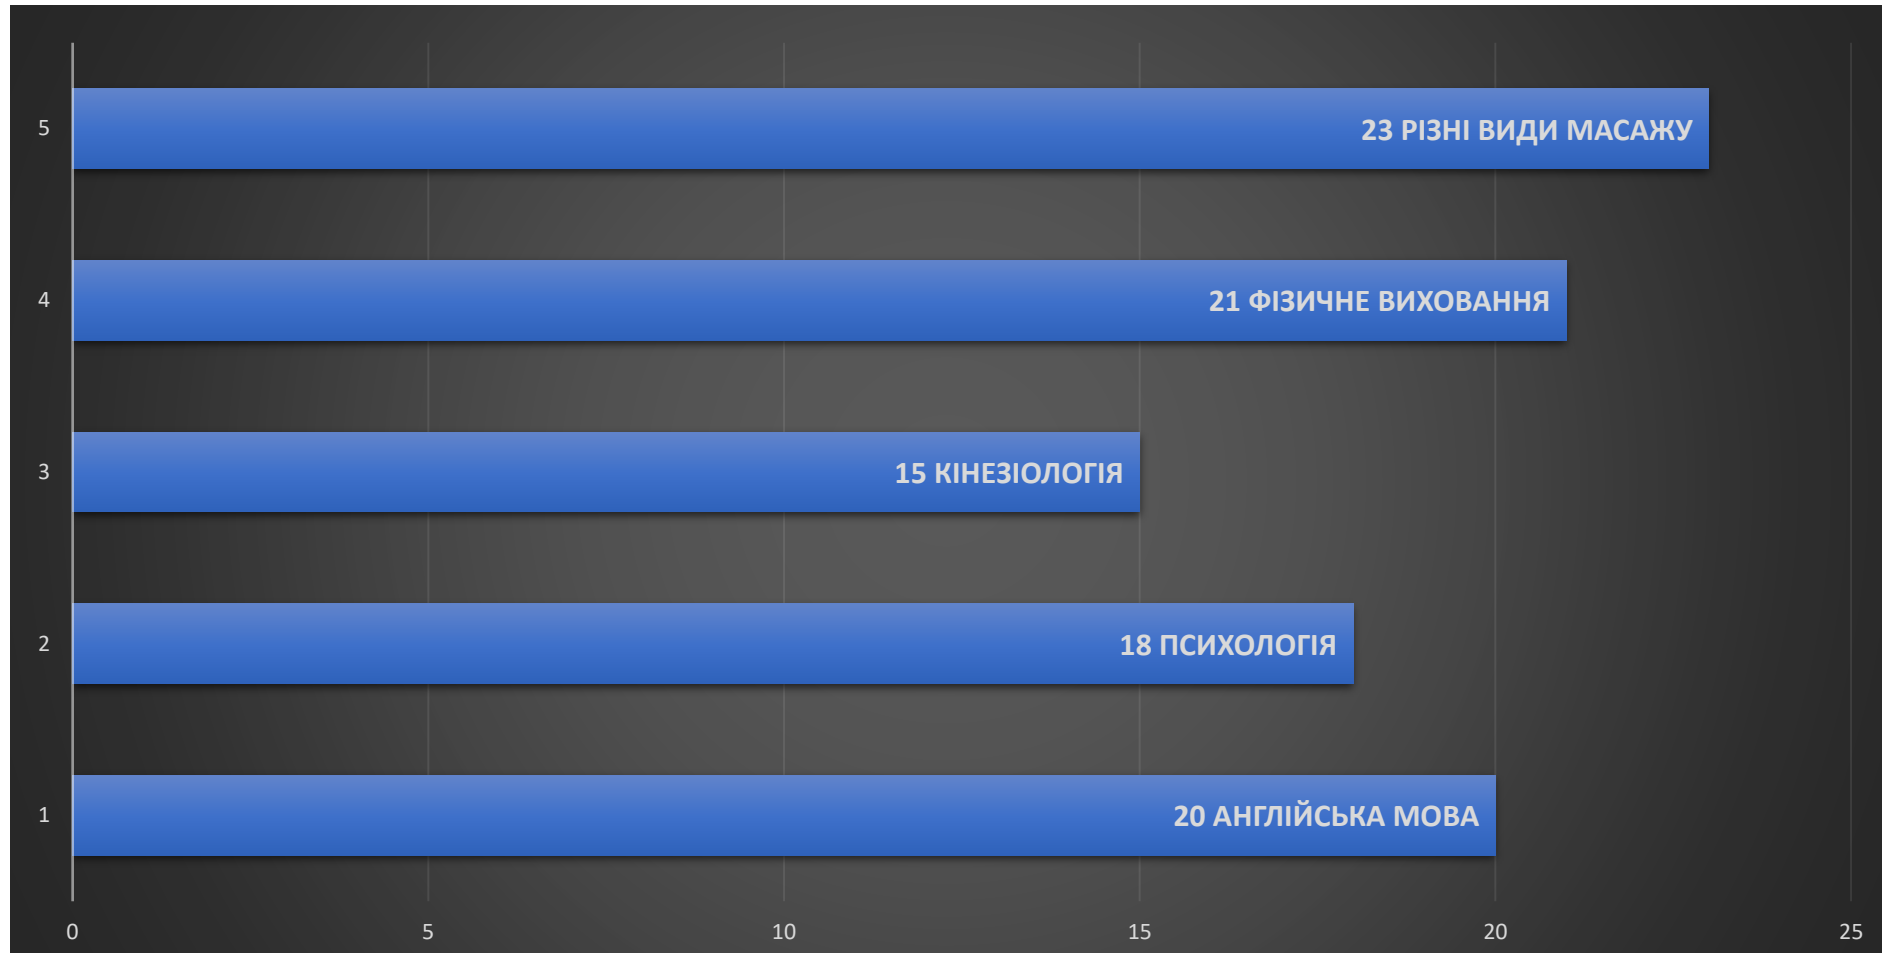 5
23 РІЗНІ ВИДИ МАСАЖУ
4
21 ФІЗИЧНЕ ВИХОВАННЯ
3
15 КІНЕЗІОЛОГІЯ
2
18 ПСИХОЛОГІЯ
1
20 АНГЛІЙСЬКА МОВА
0 5 10 15 20 25